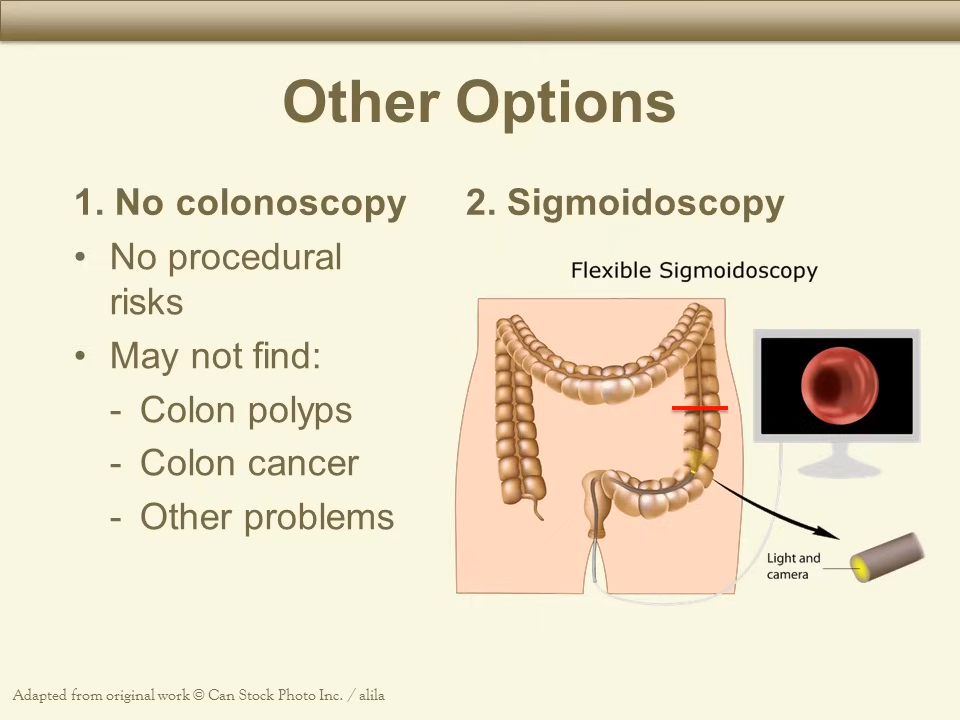 Other Options
1. No colonoscopy
• No procedural
risks
• May not find:
- Colon polyps
- Colon cancer
- Other problems
2. Sigmoidoscopy
Flexible Sigmoidoscopy
Light and
camera
Adapted from original work © Can Stock Photo Inc. / alila